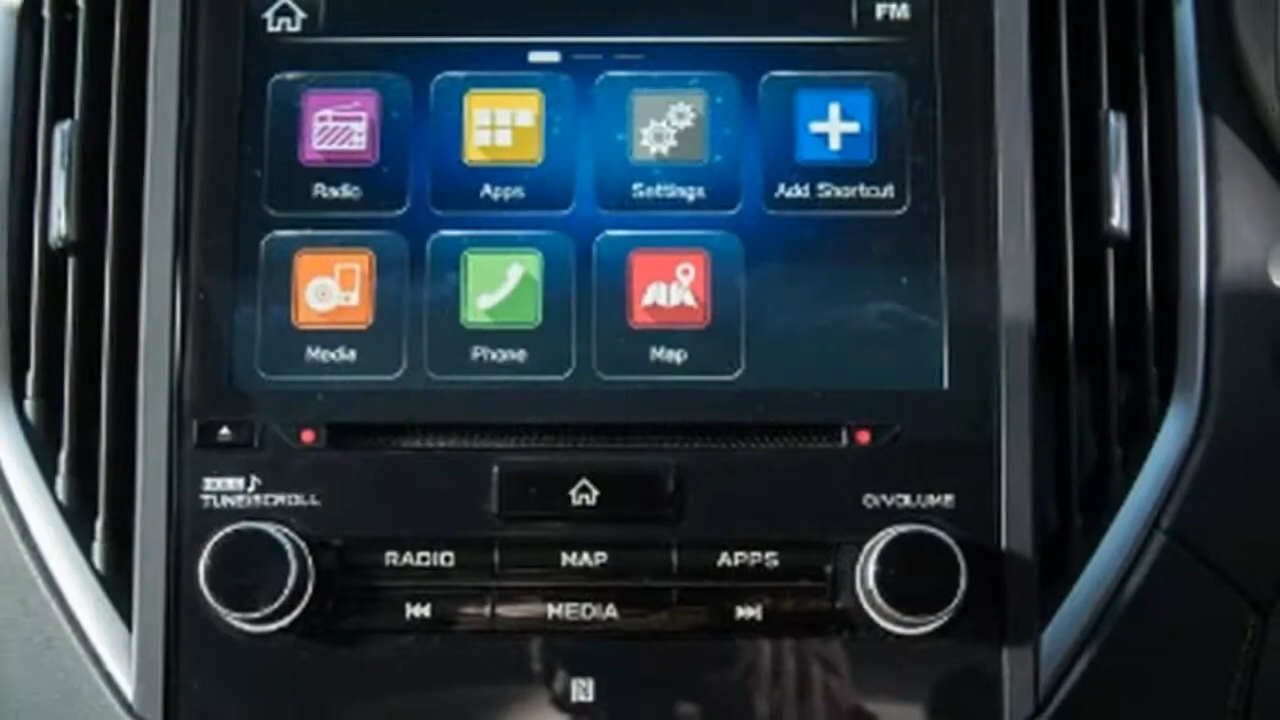 FM
Radio
Apps
Settings
Add Shortcut
Media
Phone
Map
TUNE/SCROLL
VOLUME
RADIO
MAP
APPS
MEDIA
N